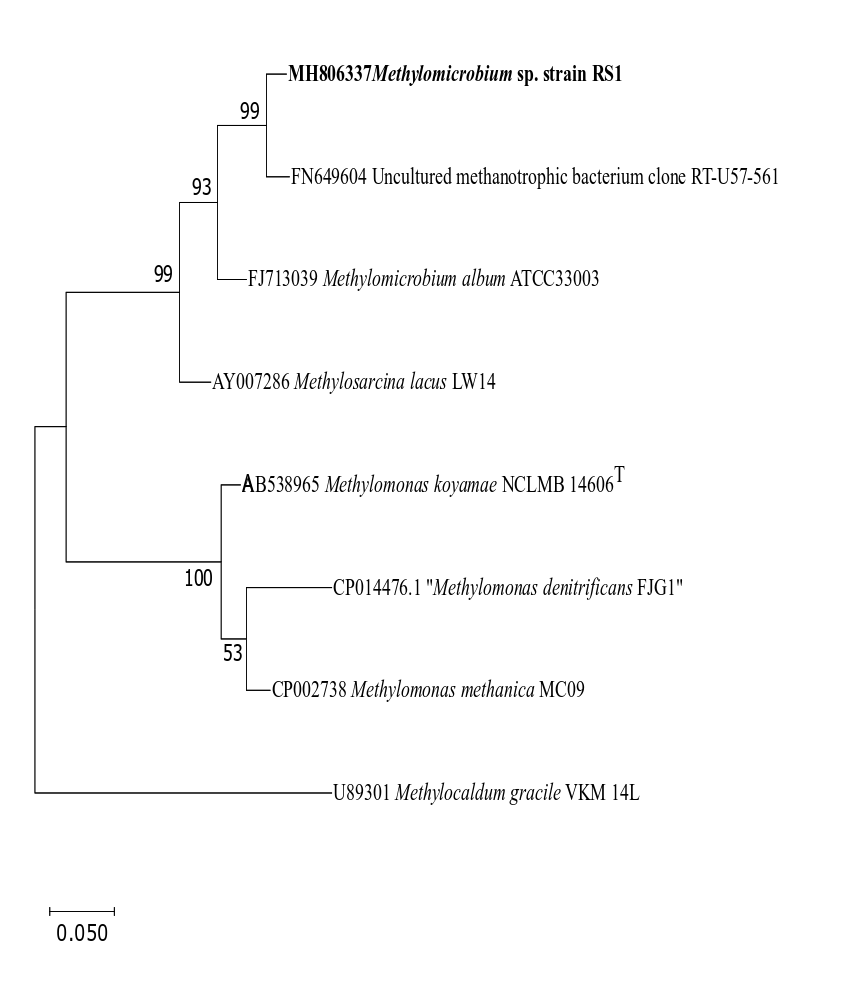 MH806337Methylomicrobium sp. strain RS1
99
FN649604 Uncultured methanotrophic bacterium clone RT-U57-561
93
99
FJ713039 Methylomicrobium album ATCC33003
AY007286 Methylosarcina lacus LW14
AB538965 Methylomonas koyamae NCLMB 14606T
100
CP014476.1 "Methylomonas denitrificans FJG1"
53
CP002738 Methylomonas methanica MC09
U89301 Methylocaldum gracile VKM 14L
0.050